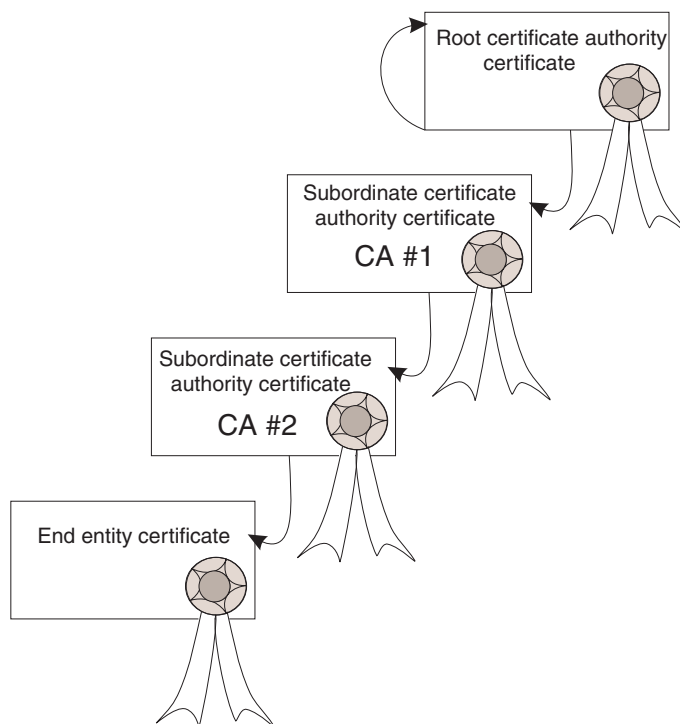 Root certificate authority
certificate
Subordinate certificate
authority certificate
CA #1
Subordinate certificate
authority certificate
CA #2
End entity certificate